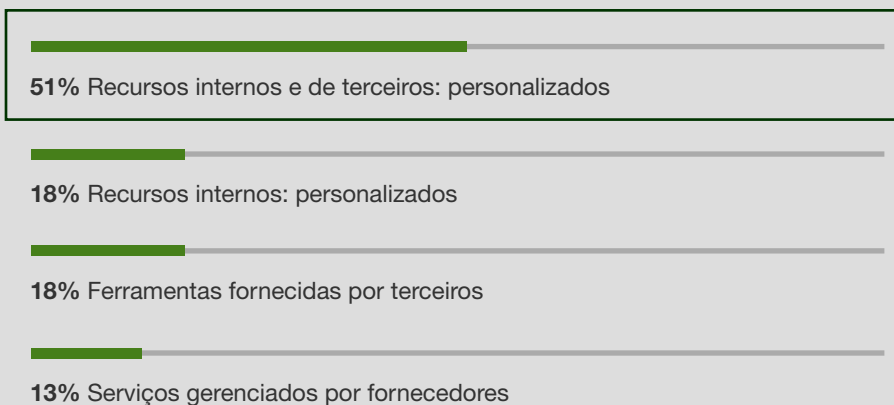 51% Recursos internos e de terceiros: personalizados
18% Recursos internos: personalizados
18% Ferramentas fornecidas por terceiros
13% Serviços gerenciados por fornecedores